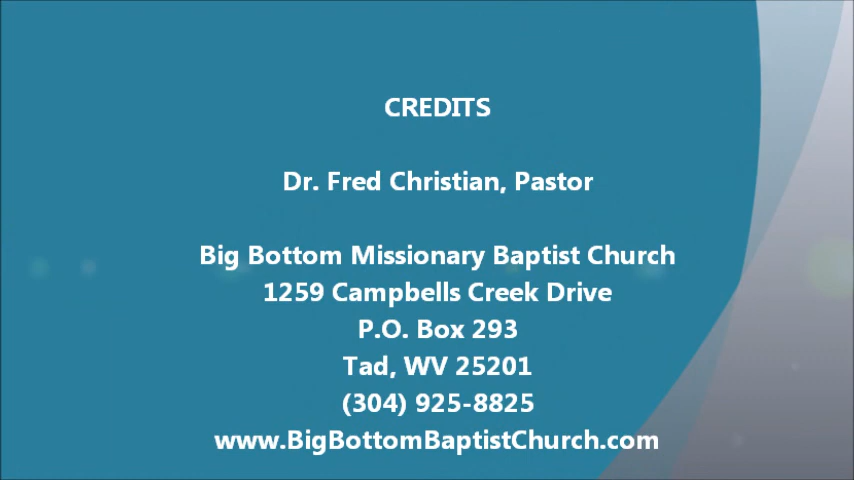 CREDITS
Dr. Fred Christian, Pastor
Big Bottom Missionary Baptist Church
1259 Campbells Creek Drive
P.O. Box 293
Tad, WV 25201
(304) 925-8825
www.BigBottomBaptistChurch.com